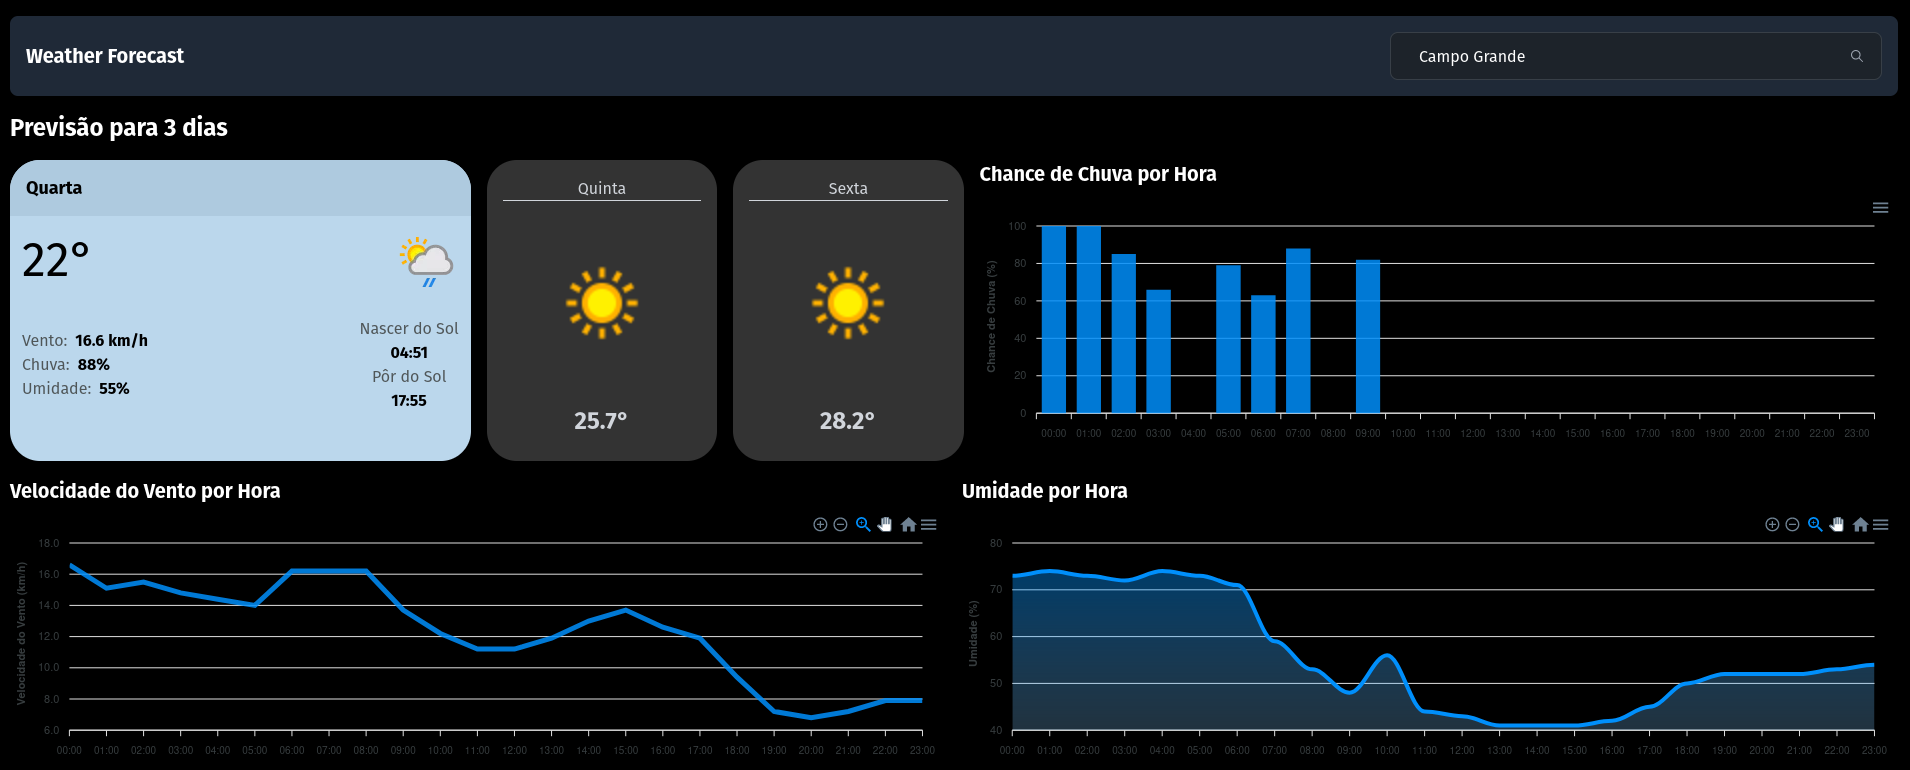 Weather Forecast
Campo Grande
Previsão para 3 dias
Quarta
22°
Vento: 16.6 km/h
Chuva: 88%
Umidade: 55%
Nascer do Sol
04:51
Pôr do Sol
17:55
Quinta
25.7°
Sexta
28.2°
Chance de Chuva por Hora
Chance de Chuva (%)
100
80
60
40
20
0
00:00 01:00 02:00 03:00 04:00 05:00 06:00 07:00 08:00 09:00 10:00 11:00 12:00 13:00 14:00 15:00 16:00 17:00 18:00 19:00 20:00 21:00 22:00 23:00
Velocidade do Vento por Hora
Velocidade do Vento (km/h)
18.0
16.0
14.0
12.0
10.0
8.0
6.0
00:00 01:00 02:00 03:00 04:00 05:00 06:00 07:00 08:00 09:00 10:00 11:00 12:00 13:00 14:00 15:00 16:00 17:00 18:00 19:00 20:00 21:00 22:00 23:00
Umidade por Hora
Umidade (%)
80
70
60
50
40
00:00 01:00 02:00 03:00 04:00 05:00 06:00 07:00 08:00 09:00 10:00 11:00 12:00 13:00 14:00 15:00 16:00 17:00 18:00 19:00 20:00 21:00 22:00 23:00